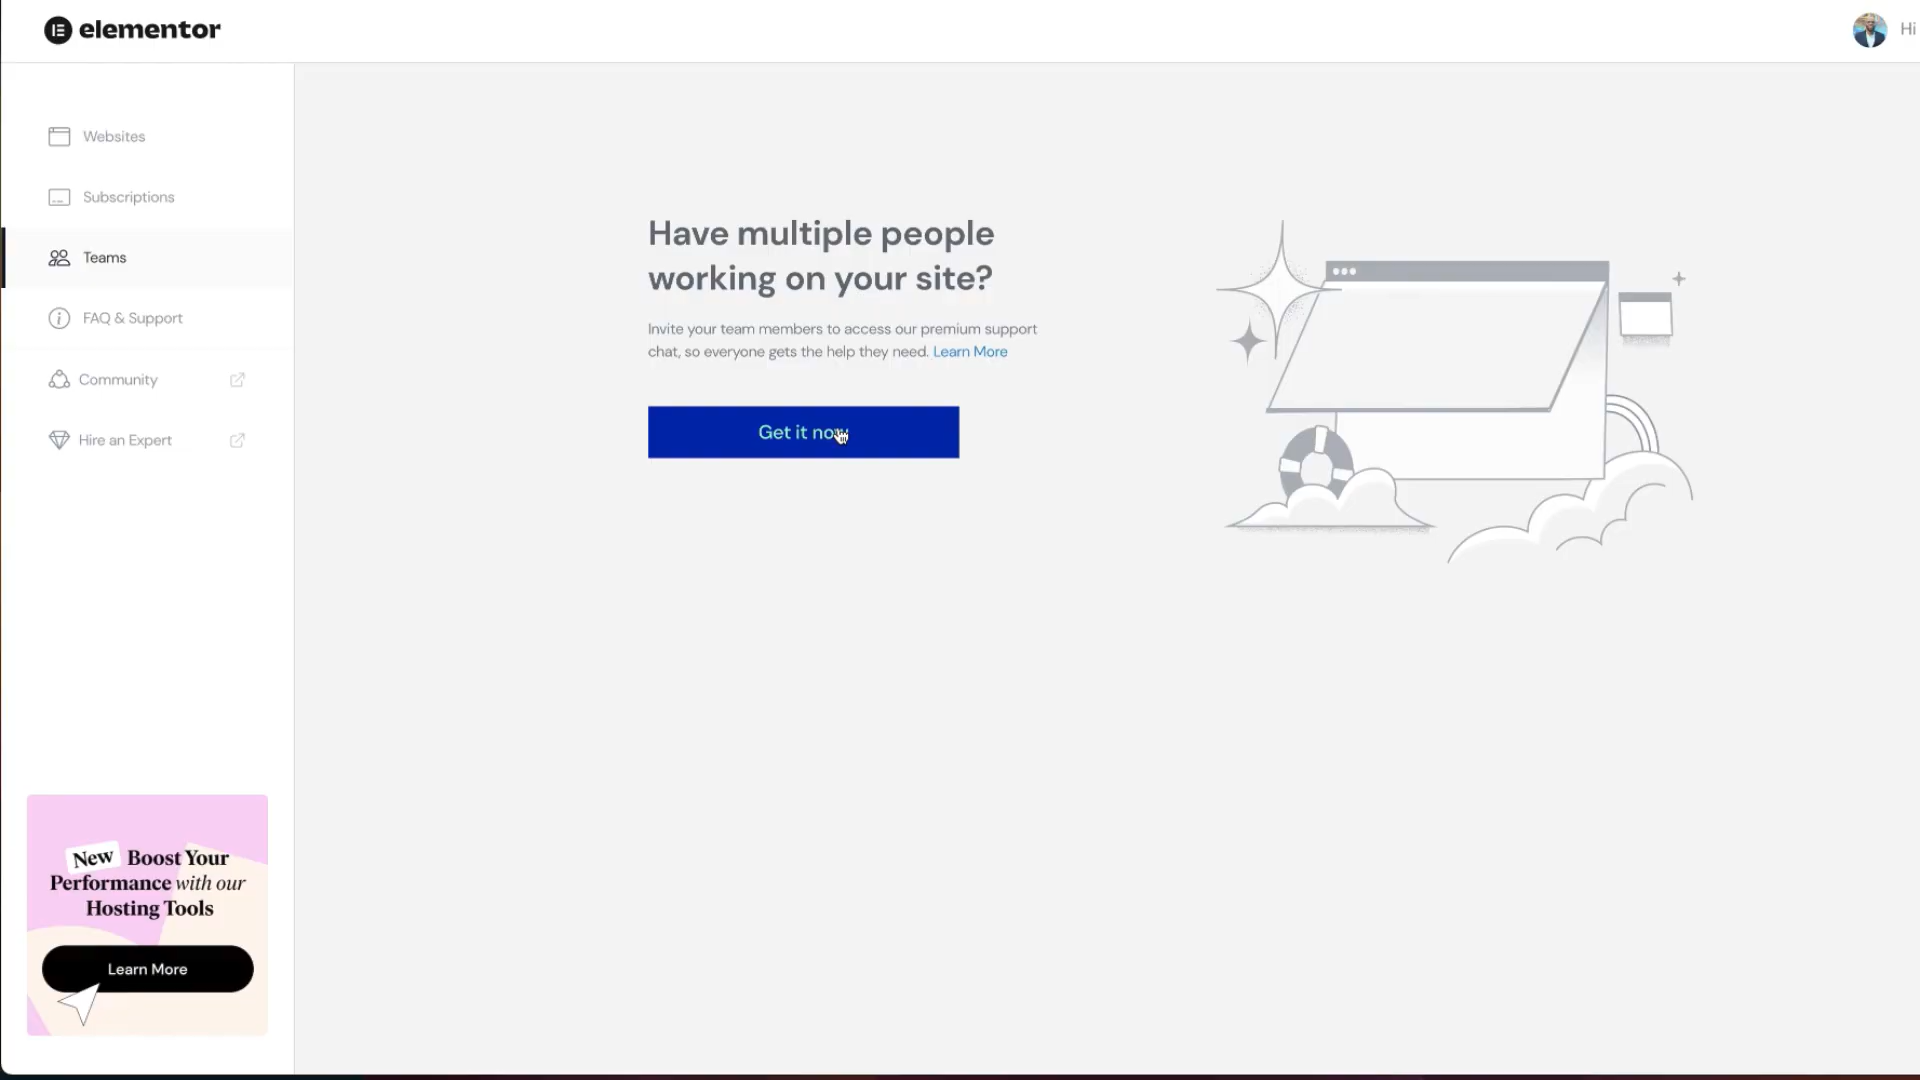 elementor
Hi
Websites
Subscriptions
Teams
FAQ & Support
Community
Hire an Expert
Have multiple people
working on your site?
Invite your team members to access our premium support
chat, so everyone gets the help they need. Learn More
Get it now
New Boost Your
Performance with our
Hosting Tools
Learn More